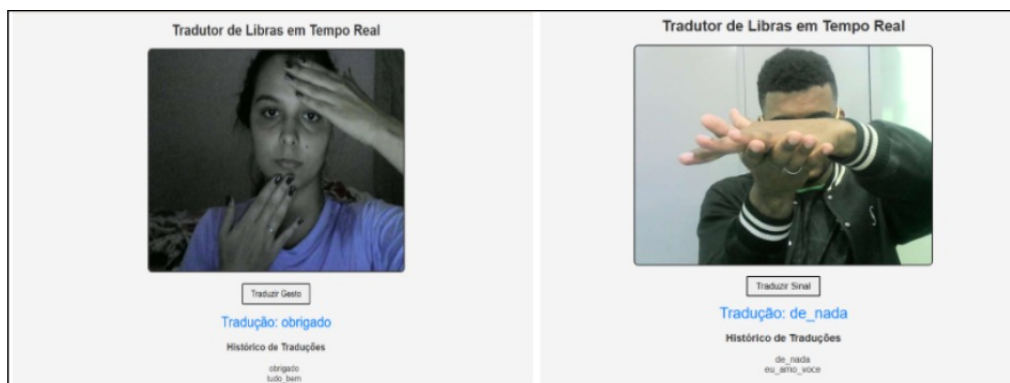 Tradutor de Libras em Tempo Real
Traduzir Gesto
Tradução: obrigado
Histórico de Traduções
obrigado
tudo_bem
Tradutor de Libras em Tempo Real
Traduzir Sinal
Tradução: de_nada
Histórico de Traduções
de_nada
eu_amo_voce